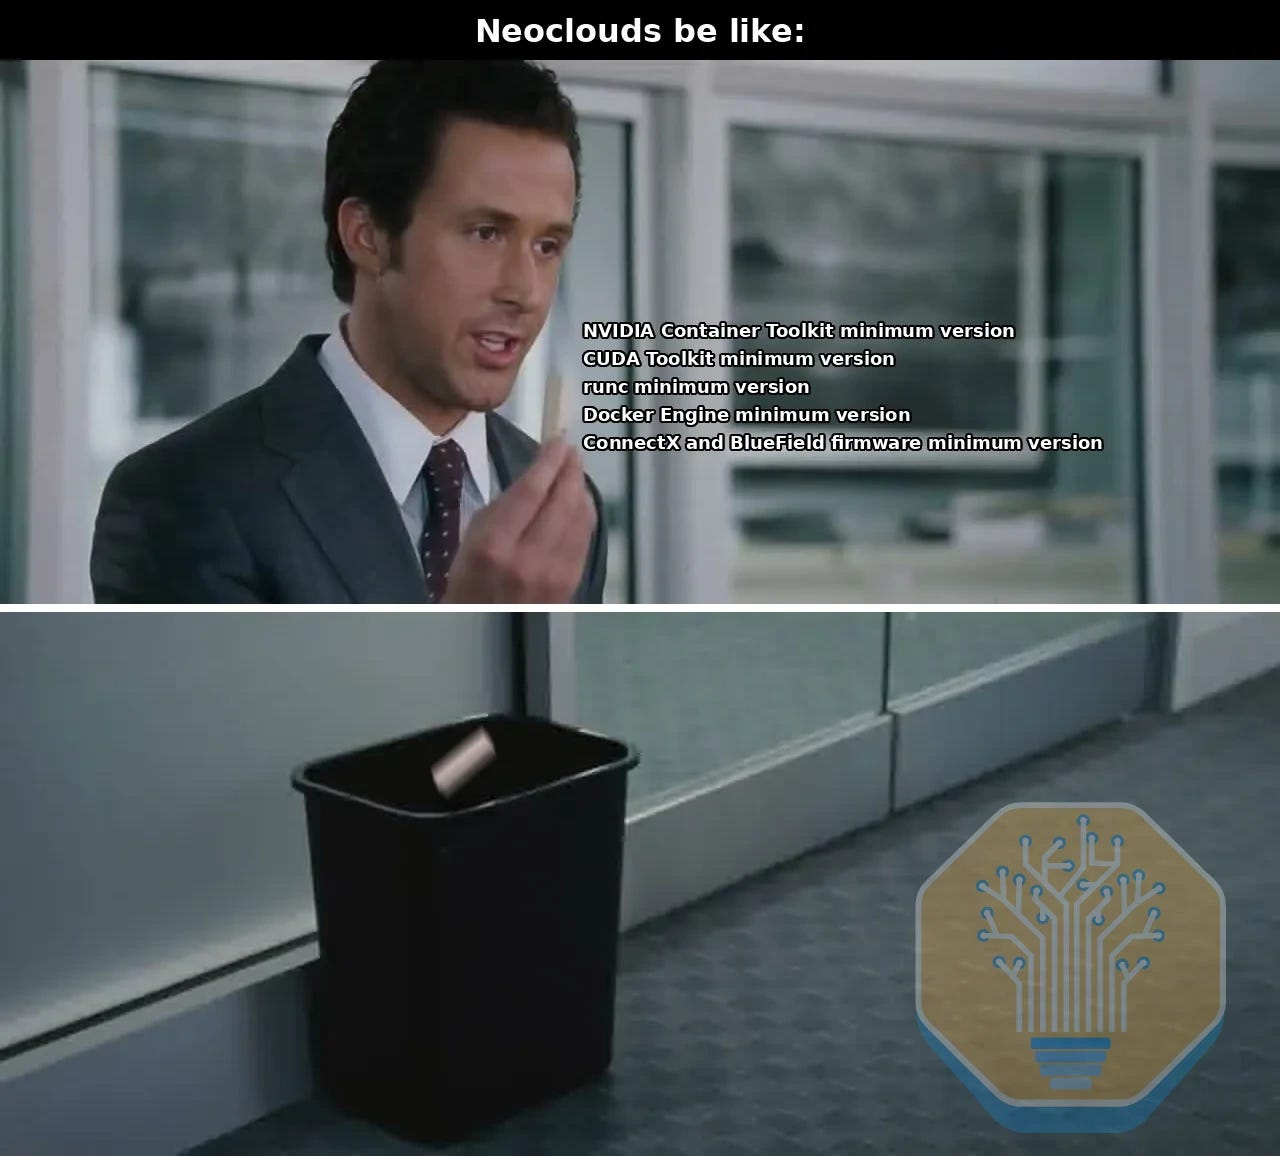 Neoclouds be like:
NVIDIA Container Toolkit minimum version
CUDA Toolkit minimum version
runc minimum version
Docker Engine minimum version
ConnectX and BlueField firmware minimum version